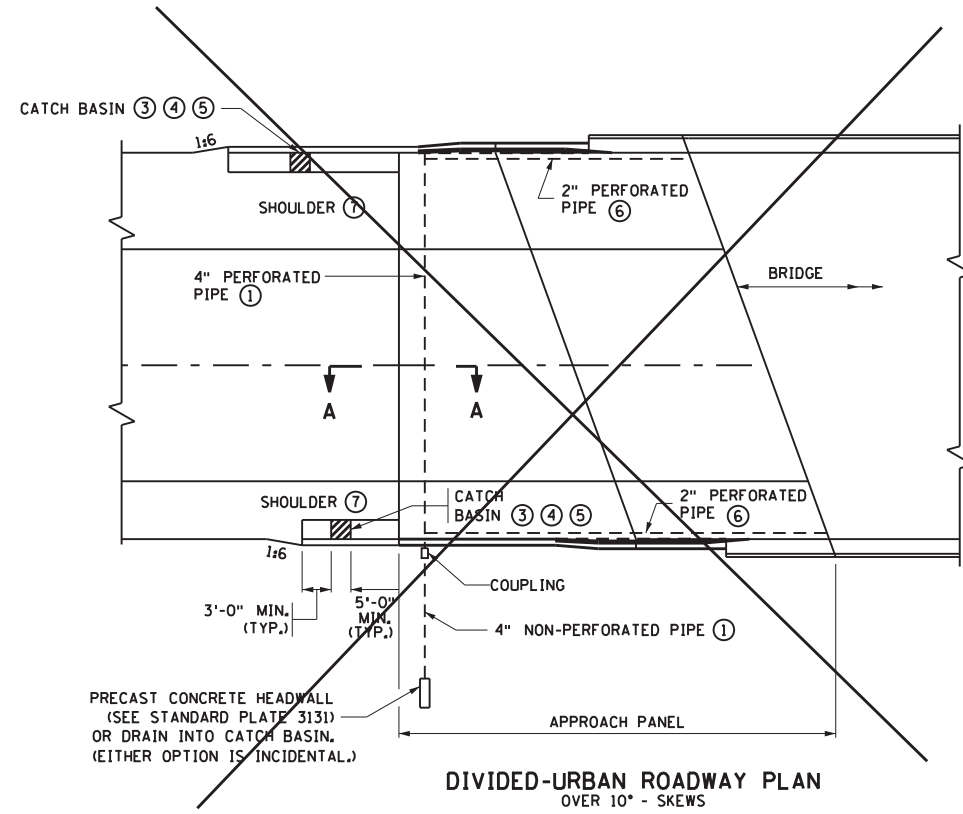 CATCH BASIN ③ ④ ⑤
1:6
SHOULDER ⑦
2" PERFORATED
PIPE ⑥
4" PERFORATED
PIPE ①
BRIDGE
A A
SHOULDER ⑦
CATCH
BASIN ③ ④ ⑤
2" PERFORATED
PIPE ⑥
1:6
COUPLING
3'-0" MIN.
(TYP.)
5'-0"
MIN.
(TYP.)
4" NON-PERFORATED PIPE ①
PRECAST CONCRETE HEADWALL
(SEE STANDARD PLATE 3131)
OR DRAIN INTO CATCH BASIN.
(EITHER OPTION IS INCIDENTAL.)
APPROACH PANEL
DIVIDED-URBAN ROADWAY PLAN
OVER 10° - SKEWS